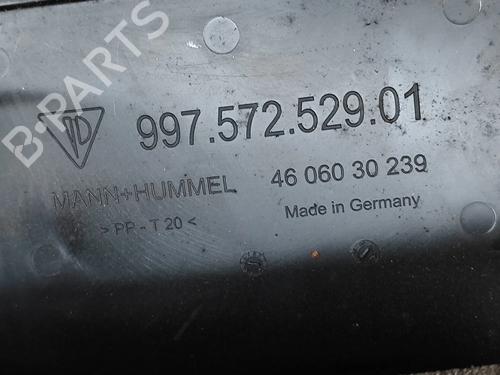 B-PARTS
997.572.529.01
MANN+HUMMEL
46 060 30 239
> PP - T 20 <
Made in Germany